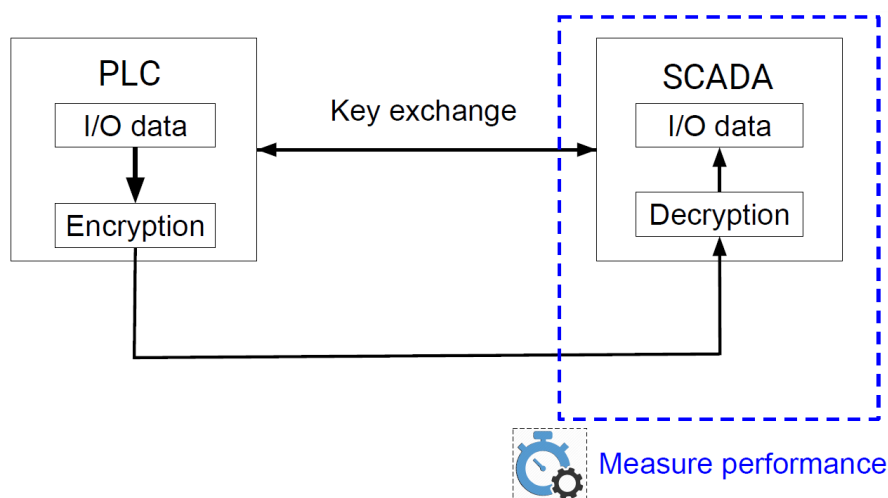 PLC
I/O data
Encryption
Key exchange
SCADA
I/O data
Decryption
Measure performance